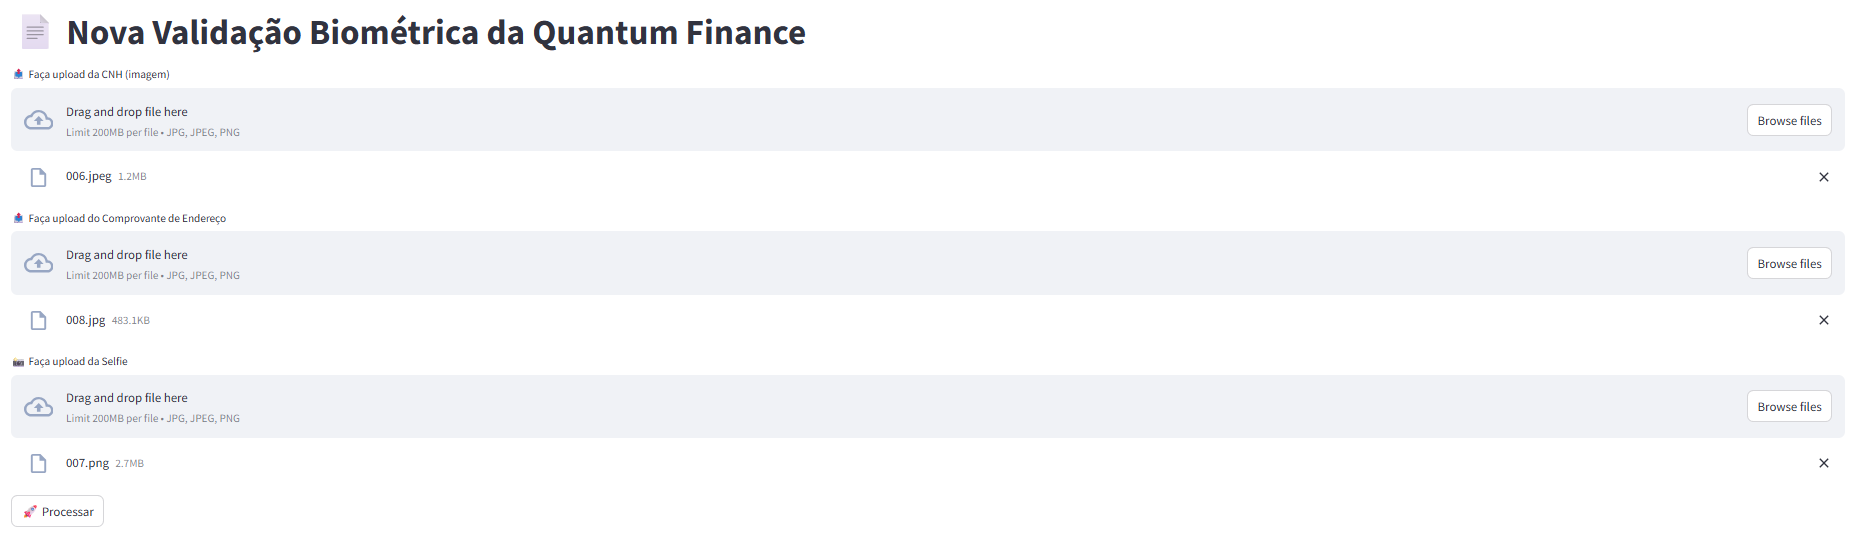 Nova Validação Biométrica da Quantum Finance
Faça upload da CNH (imagem)
Drag and drop file here
Limit 200MB per file • JPG, JPEG, PNG
Browse files
006.jpeg 1.2MB
Faça upload do Comprovante de Endereço
Drag and drop file here
Limit 200MB per file • JPG, JPEG, PNG
Browse files
008.jpg 483.1KB
Faça upload da Selfie
Drag and drop file here
Limit 200MB per file • JPG, JPEG, PNG
Browse files
007.png 2.7MB
Processar